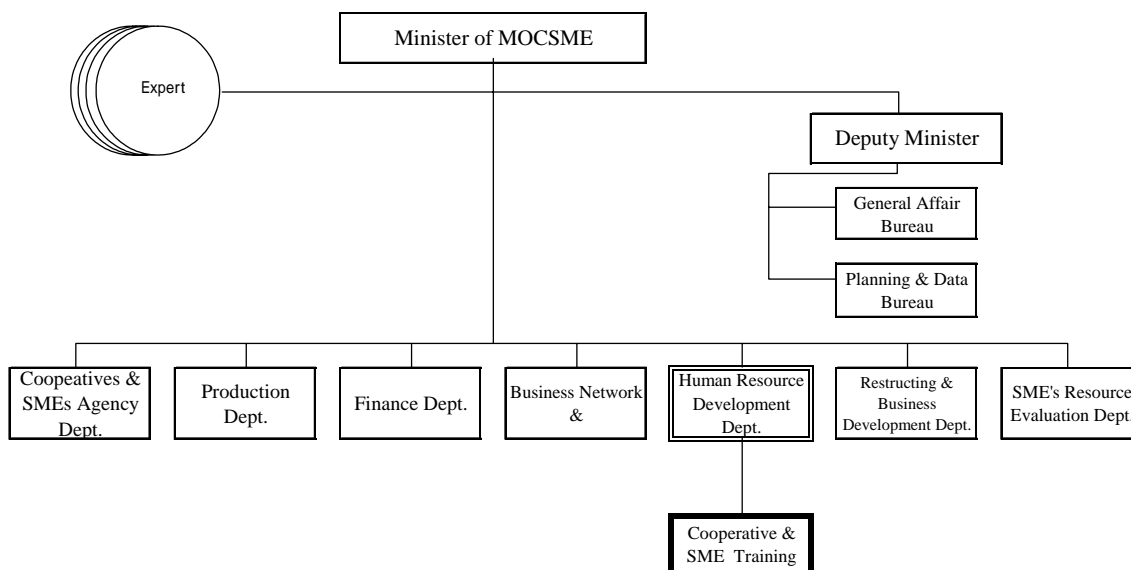 Minister of MOCSME
Expert
Deputy Minister
General Affair
Bureau
Planning & Data
Bureau
Coopeatives &
SMEs Agency
Dept.
Production
Dept.
Finance Dept.
Business Network
&
Human Resource
Development
Dept.
Restructing &
Business
Development Dept.
SME's Resource
Evaluation Dept.
Cooperative &
SME Training